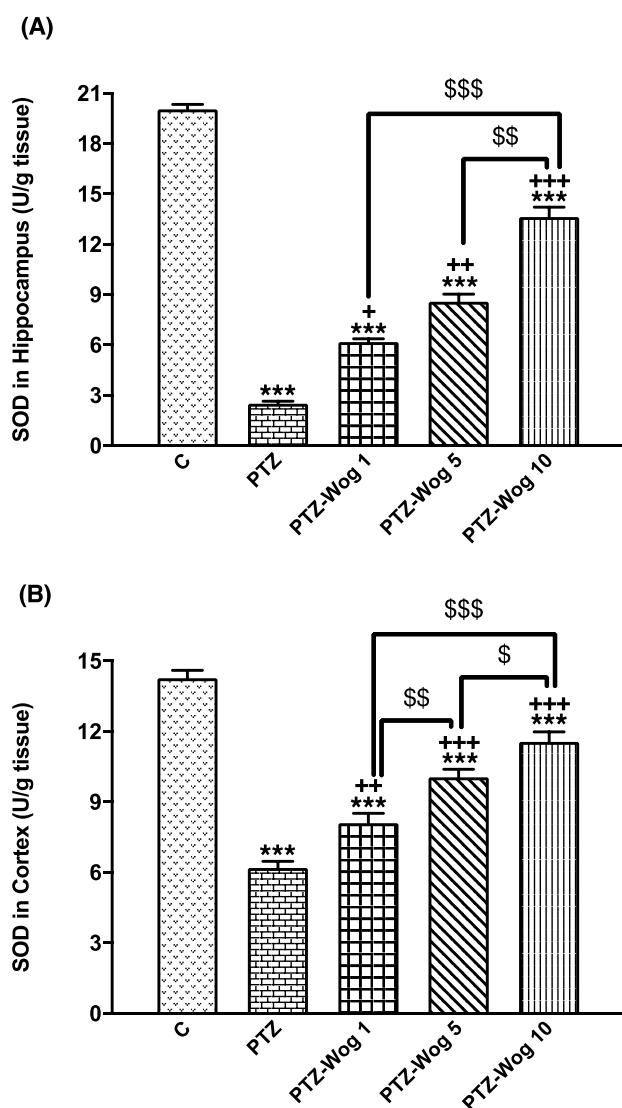 (A)
SOD in Hippocampus (U/g tissue)
21
18
15
12
9
6
3
0
$$$
$$
+++
***
++
***
+
***
***
C
PTZ
PTZ-Wog 1
PTZ-Wog 5
PTZ-Wog 10
(B)
SOD in Cortex (U/g tissue)
15
12
9
6
3
0
$$$
$
$$
+++
***
+++
***
++
***
***
C
PTZ
PTZ-Wog 1
PTZ-Wog 5
PTZ-Wog 10